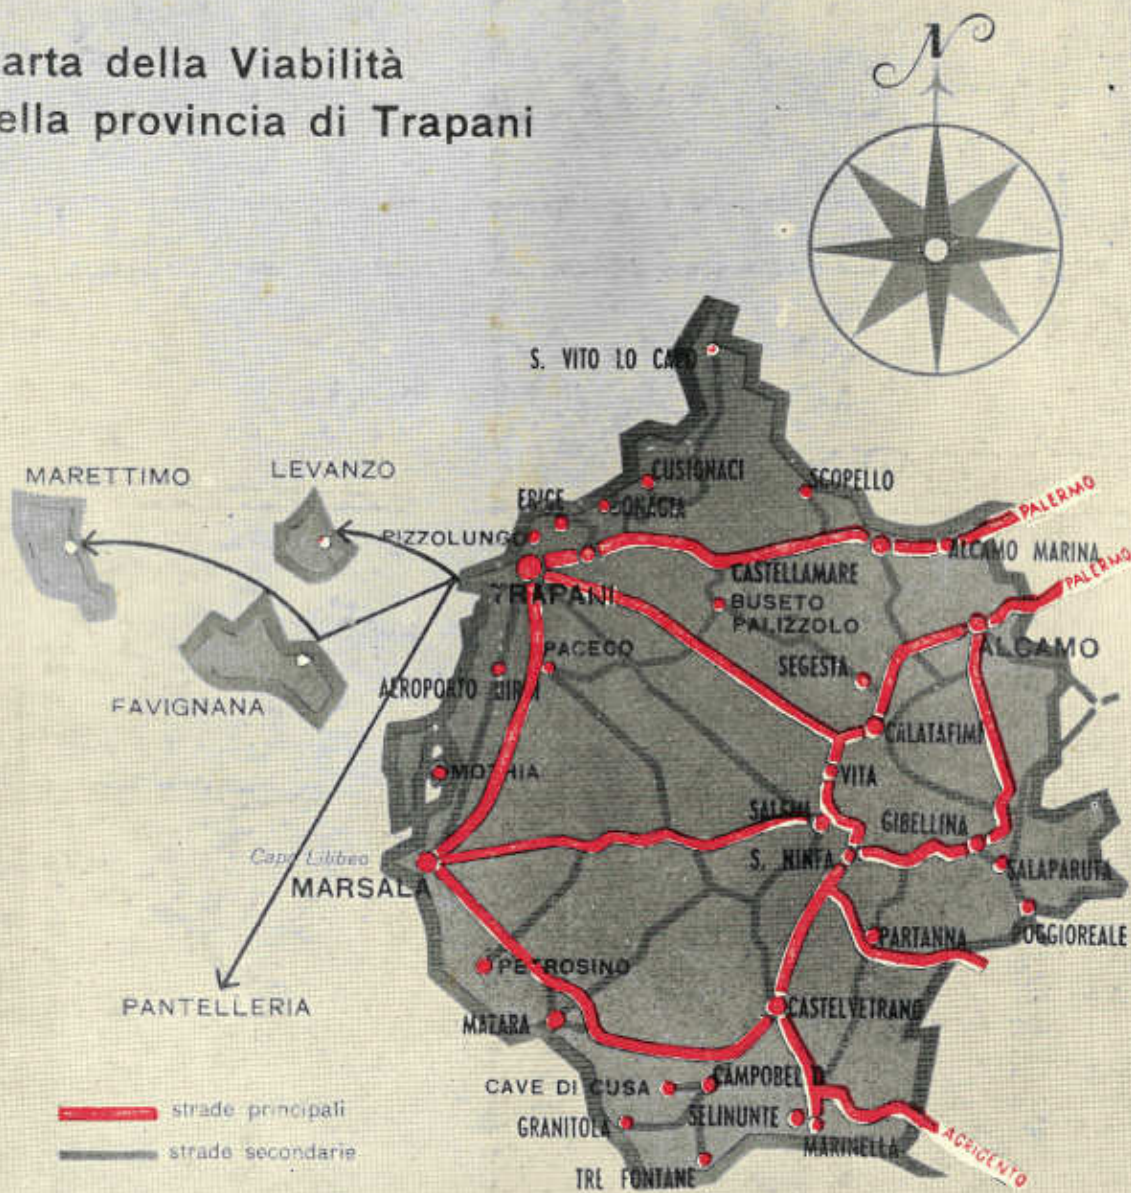 arta della Viabilità
ella provincia di Trapani
N
S. VITO LO CAPO
MARETTIMO
LEVANZO
CUSIGNACI
SCOPELLO
ERICE
BONAGIA
PALERMO
PIZZOLUNGO
ALCAMO MARINA
CASTELLAMARE
PALERMO
TRAPANI
BUSETO
PALIZZOLO
PACECO
ALCAMO
SEGESTA
AEROPORTO BIRGI
FAVIGNANA
CALATAFIMI
MOTHIA
VITA
SALEMI
GIBELLINA
Capo Lilibeo
S. NINFA
SALAPARUTA
MARSALA
PARTANNA
POGGIOREALE
PETROSINO
PANTELLERIA
MAZARA
CASTELVETRANO
CAVE DI CUSA
CAMPOBELLO
strade principali
GRANITOLA
SELINUNTE
MARINELLA
AGRIGENTO
strade secondarie
TRE FONTANE